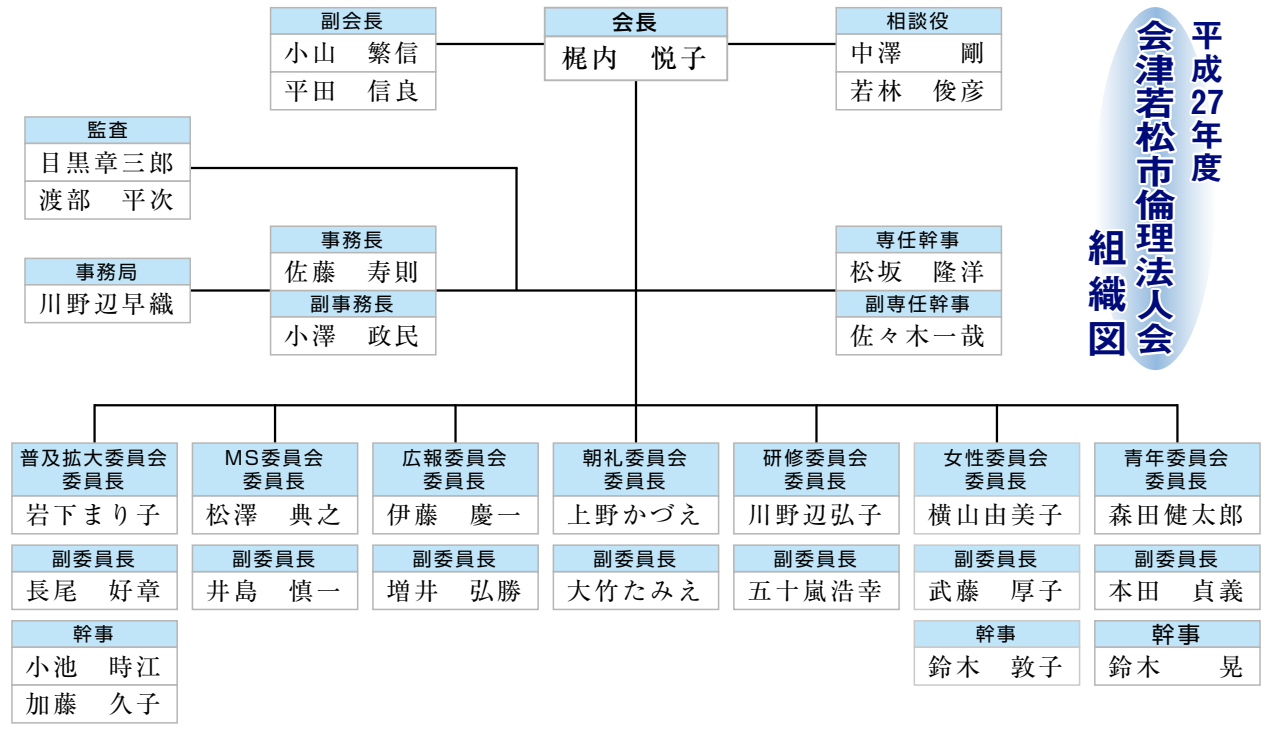 平成27年度
会津若松市倫理法人会
組織図
会長
梶内　悦子
副会長
小山　繁信
平田　信良
相談役
中澤　　剛
若林　俊彦
監査
目黒章三郎
渡部　平次
事務局
川野辺早織
事務長
佐藤　寿則
副事務長
小澤　政民
専任幹事
松坂　隆洋
副専任幹事
佐々木一哉
普及拡大委員会
委員長
岩下まり子
副委員長
長尾　好章
幹事
小池　時江
加藤　久子
MS委員会
委員長
松澤　典之
副委員長
井島　慎一
広報委員会
委員長
伊藤　慶一
副委員長
増井　弘勝
朝礼委員会
委員長
上野かづえ
副委員長
大竹たみえ
研修委員会
委員長
川野辺弘子
副委員長
五十嵐浩幸
女性委員会
委員長
横山由美子
副委員長
武藤　厚子
幹事
鈴木　敦子
青年委員会
委員長
森田健太郎
副委員長
本田　貞義
幹事
鈴木　　晃